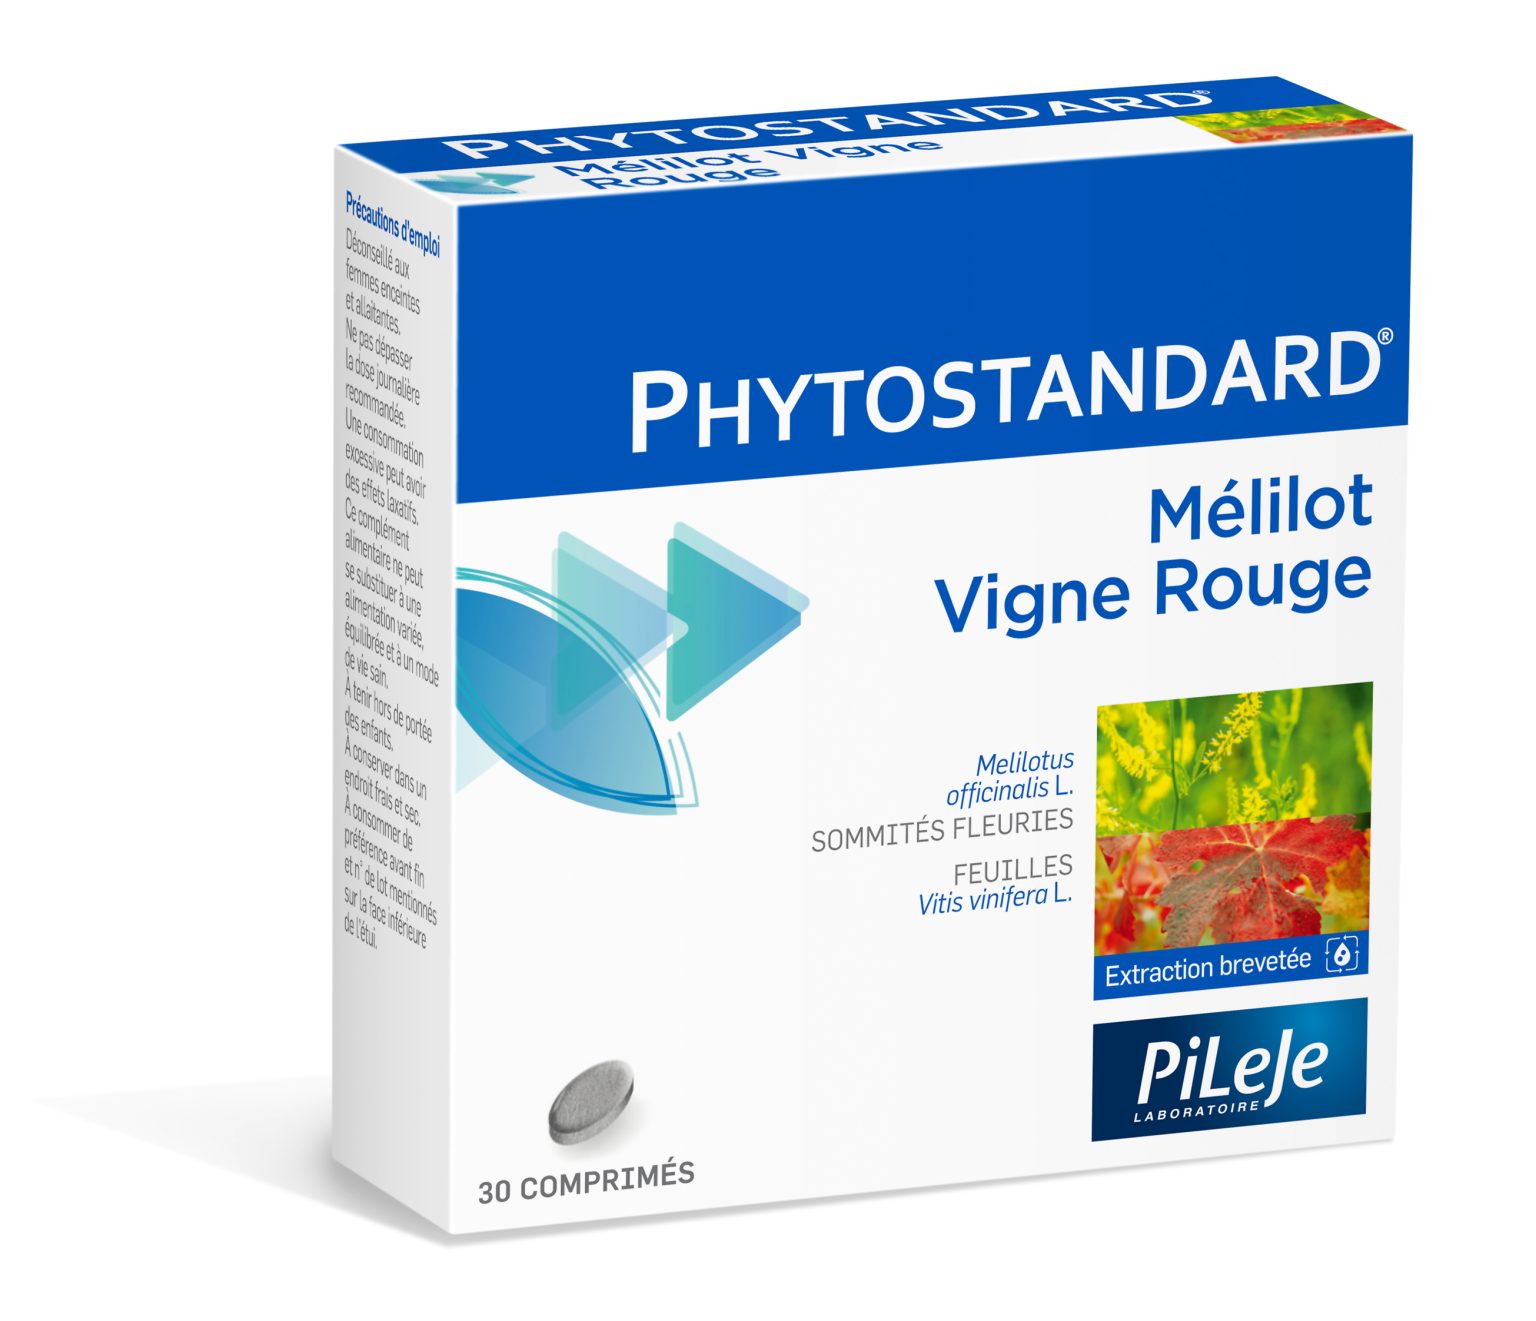 PHYTOSTANDARD®
Mélilot Vigne
Rouge
Précautions d'emploi
Déconseillé aux
femmes enceintes
et allaitantes.
Ne pas dépasser
la dose journalière
recommandée.
Une consommation
excessive peut avoir
des effets laxatifs.
Ce complément
alimentaire ne peut
se substituer à une
alimentation variée,
équilibrée et à un mode
de vie sain.
À tenir hors de portée
des enfants.
À conserver dans un
endroit frais et sec.
À consommer de
préférence avant fin
et n° de lot mentionnés
sur la face inférieure
de l'étui.
PHYTOSTANDARD®
Mélilot
Vigne Rouge
Melilotus
officinalis L.
SOMMITÉS FLEURIES
FEUILLES
Vitis vinifera L.
Extraction brevetée
PiLeJe
LABORATOIRE
30 COMPRIMÉS